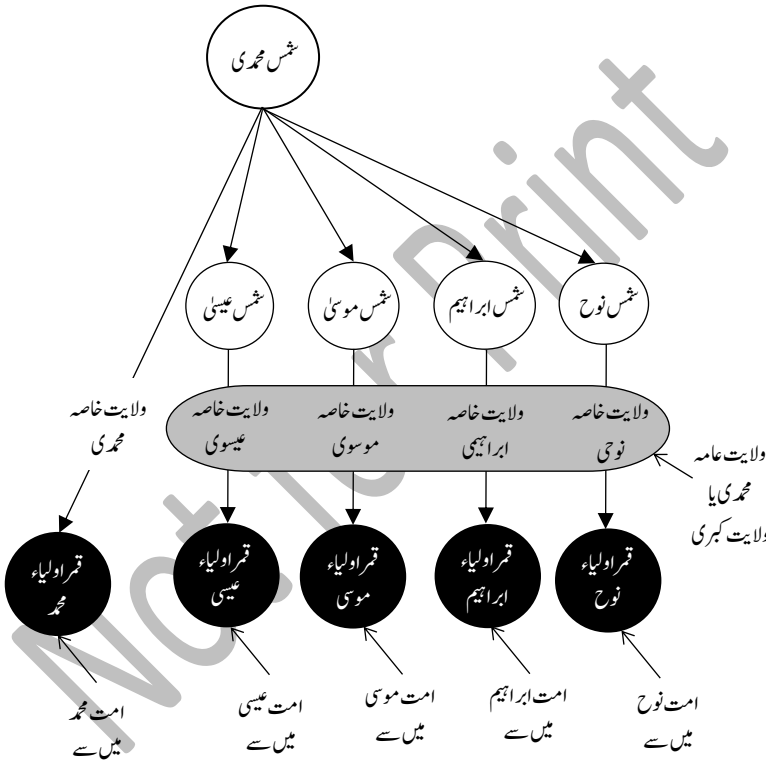 شمس محمدی
شمس نوح
شمس ابراہیم
شمس موسیٰ
شمس عیسیٰ
ولایت خاصہ
نوحی
ولایت خاصہ
ابراہیمی
ولایت خاصہ
موسوی
ولایت خاصہ
عیسوی
ولایت خاصہ
محمدی
ولایت عامہ
محمدی یا
ولایت کبری
قمر اولیاء
نوح
قمر اولیاء
ابراہیم
قمر اولیاء
موسی
قمر اولیاء
عیسی
قمر اولیاء
محمد
امت نوح
میں سے
امت ابراہیم
میں سے
امت موسی
میں سے
امت عیسی
میں سے
امت محمد
میں سے
Not for Print